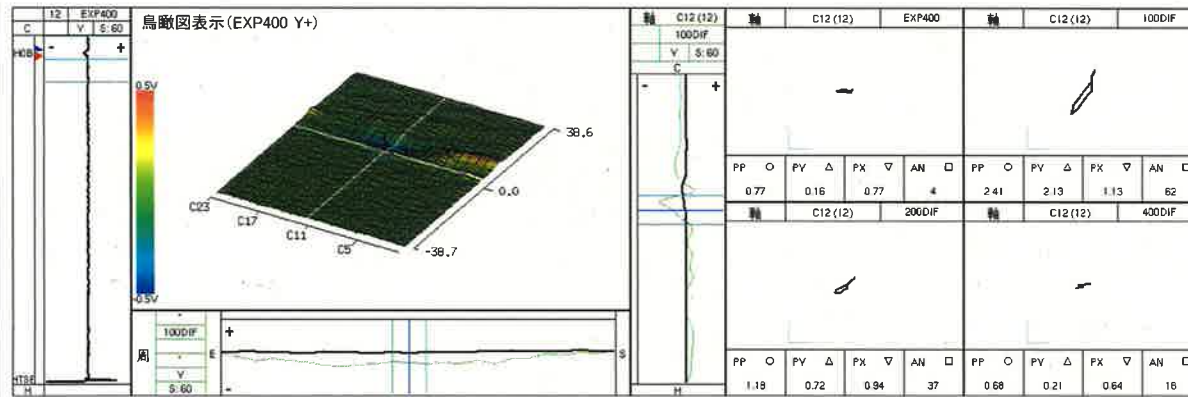 12 EXP400
C Y S:60
HOB - +
HTSE
H
鳥瞰図表示(EXP400 Y+)
0.5V
-0.5V
38.6
0.0
-38.7
C23
C17
C11
C5
周
100DIF
Y
S:60
+
-
E
S
軸 C12(12)
100DIF
Y S:60
C
- +
H
軸 C12(12) EXP400
PP ○ PY △ PX ▽ AN □
0.77 0.16 0.77 4
軸 C12(12) 100DIF
PP ○ PY △ PX ▽ AN □
2.41 2.13 1.13 62
軸 C12(12) 200DIF
PP ○ PY △ PX ▽ AN □
1.18 0.72 0.94 37
軸 C12(12) 400DIF
PP ○ PY △ PX ▽ AN □
0.68 0.21 0.64 16